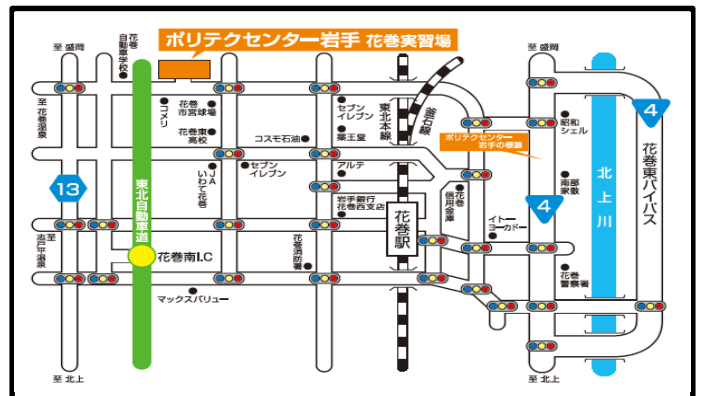 ポリテクセンター岩手 花巻実習場
至 盛岡
花巻
自動車学校
至 盛岡
至 花巻温泉
コメリ
花巻
市営球場
花巻東
高校
セブン
イレブン
薬王堂
東北本線
釜石線
昭和
シェル
4
ポリテクセンター
岩手の標識
コスモ石油
13
東北自動車道
JA
いわて花巻
セブン
イレブン
アルテ
岩手銀行
花巻西支店
花巻
信用金庫
南部
家敷
北上川
花巻東バイパス
4
花巻駅
イトー
ヨーカドー
至
志戸平温泉
花巻南I.C
花巻消防署
花巻
警察署
マックスバリュー
至 北上
至 北上